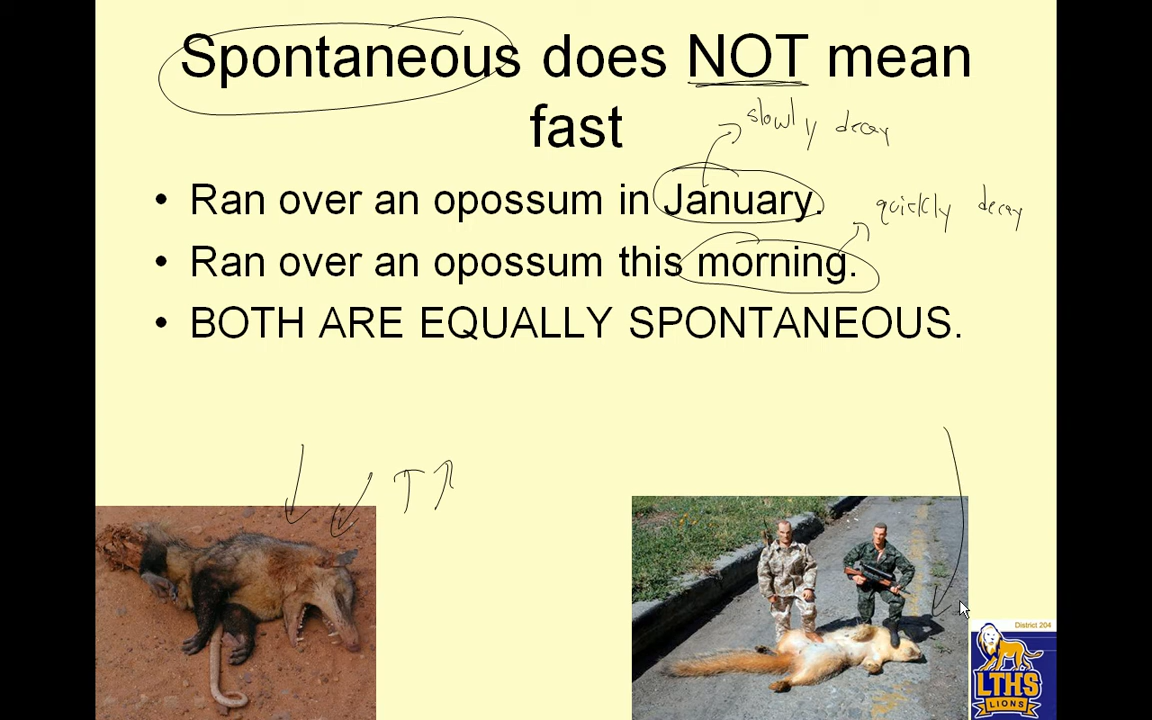 Spontaneous does NOT mean
fast
slowly decay
• Ran over an opossum in January.
quickly decay
• Ran over an opossum this morning.
• BOTH ARE EQUALLY SPONTANEOUS.
District 204
LTHS
LIONS